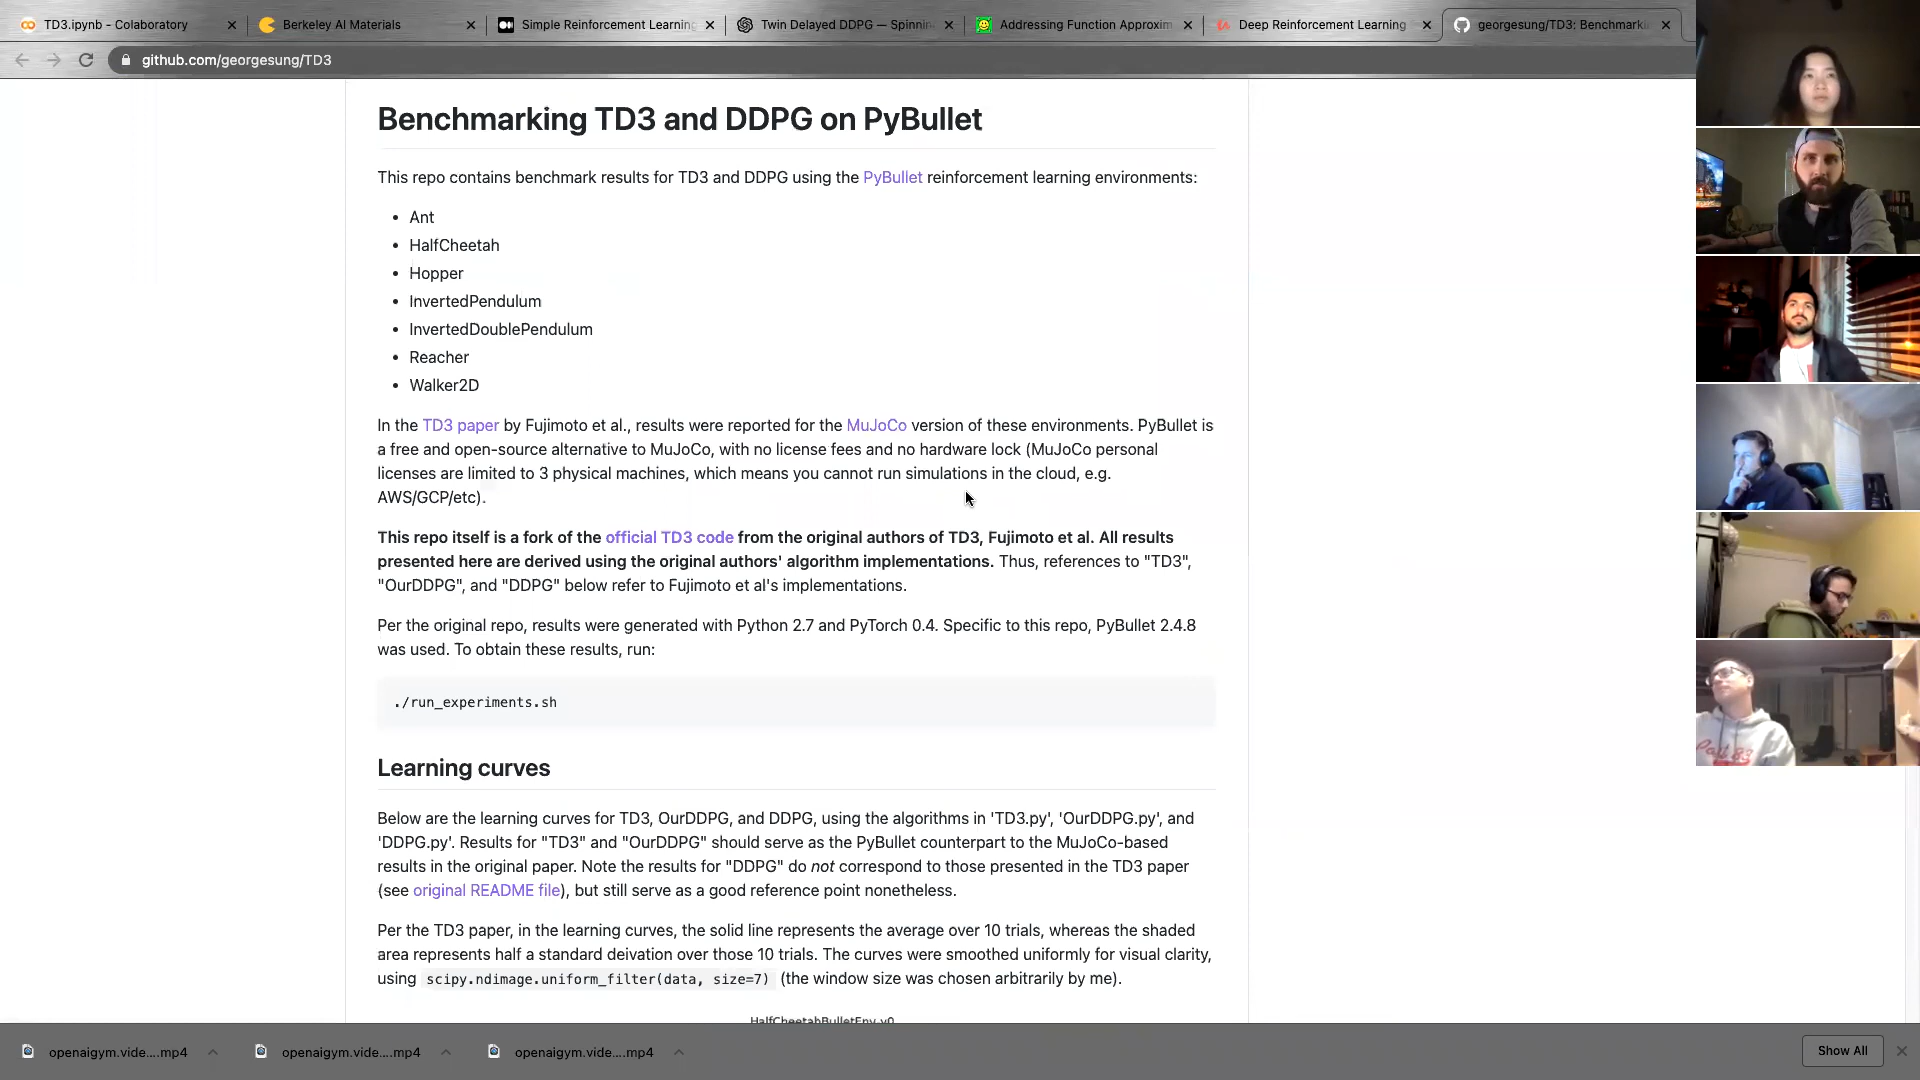 TD3.ipynb - Colaboratory
Berkeley AI Materials
Simple Reinforcement Learning
Twin Delayed DDPG — Spinnin
Addressing Function Approxim
Deep Reinforcement Learning
georgesung/TD3: Benchmarki
github.com/georgesung/TD3
Benchmarking TD3 and DDPG on PyBullet
This repo contains benchmark results for TD3 and DDPG using the PyBullet reinforcement learning environments:
• Ant
• HalfCheetah
• Hopper
• InvertedPendulum
• InvertedDoublePendulum
• Reacher
• Walker2D
In the TD3 paper by Fujimoto et al., results were reported for the MuJoCo version of these environments. PyBullet is
a free and open-source alternative to MuJoCo, with no license fees and no hardware lock (MuJoCo personal
licenses are limited to 3 physical machines, which means you cannot run simulations in the cloud, e.g.
AWS/GCP/etc).
This repo itself is a fork of the official TD3 code from the original authors of TD3, Fujimoto et al. All results
presented here are derived using the original authors' algorithm implementations. Thus, references to "TD3",
"OurDDPG", and "DDPG" below refer to Fujimoto et al's implementations.
Per the original repo, results were generated with Python 2.7 and PyTorch 0.4. Specific to this repo, PyBullet 2.4.8
was used. To obtain these results, run:
./run_experiments.sh
Learning curves
Below are the learning curves for TD3, OurDDPG, and DDPG, using the algorithms in 'TD3.py', 'OurDDPG.py', and
'DDPG.py'. Results for "TD3" and "OurDDPG" should serve as the PyBullet counterpart to the MuJoCo-based
results in the original paper. Note the results for "DDPG" do not correspond to those presented in the TD3 paper
(see original README file), but still serve as a good reference point nonetheless.
Per the TD3 paper, in the learning curves, the solid line represents the average over 10 trials, whereas the shaded
area represents half a standard deivation over those 10 trials. The curves were smoothed uniformly for visual clarity,
using scipy.ndimage.uniform_filter(data, size=7) (the window size was chosen arbitrarily by me).
HalfCheetahBulletEnv-v0
openaigym.vide....mp4
openaigym.vide....mp4
openaigym.vide....mp4
Show All